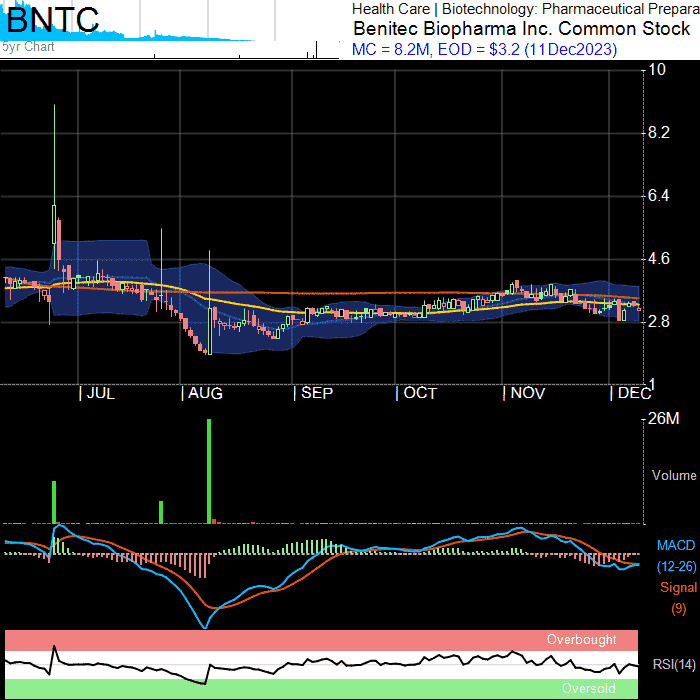 BNTC
Health Care | Biotechnology: Pharmaceutical Prepara
Benitec Biopharma Inc. Common Stock
5yr Chart
MC = 8.2M, EOD = $3.2 (11Dec2023)
10
8.2
6.4
4.6
2.8
1
JUL AUG SEP OCT NOV DEC
26M
Volume
MACD
(12-26)
Signal
(9)
Overbought
RSI(14)
Oversold